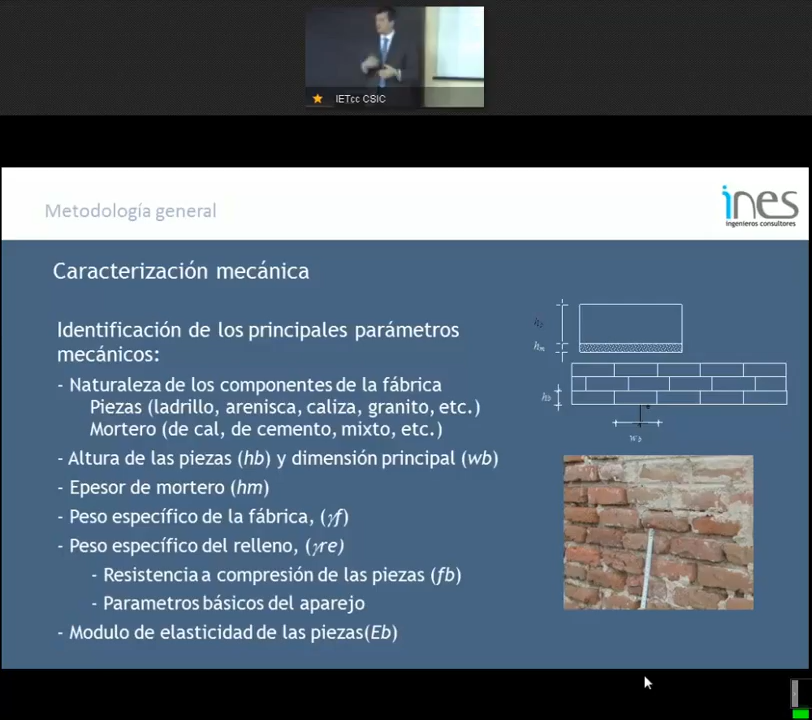 IETcc CSIC
Metodología general
ines
ingenieros consultores
Caracterización mecánica
Identificación de los principales parámetros
mecánicos:
- Naturaleza de los componentes de la fábrica
Piezas (ladrillo, arenisca, caliza, granito, etc.)
Mortero (de cal, de cemento, mixto, etc.)
- Altura de las piezas (hb) y dimensión principal (wb)
- Epesor de mortero (hm)
- Peso específico de la fábrica, (γf)
- Peso específico del relleno, (γre)
- Resistencia a compresión de las piezas (fb)
- Parametros básicos del aparejo
- Modulo de elasticidad de las piezas(Eb)
hm
hb
wb